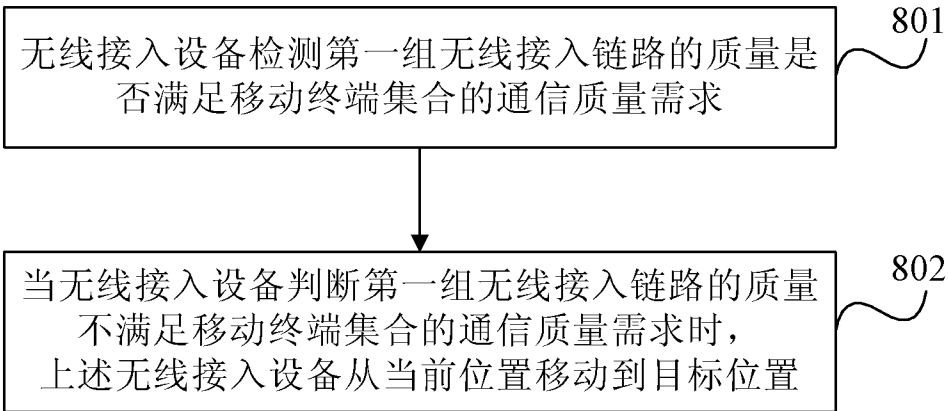 801
无线接入设备检测第一组无线接入链路的质量是
否满足移动终端集合的通信质量需求
802
当无线接入设备判断第一组无线接入链路的质量
不满足移动终端集合的通信质量需求时，
上述无线接入设备从当前位置移动到目标位置